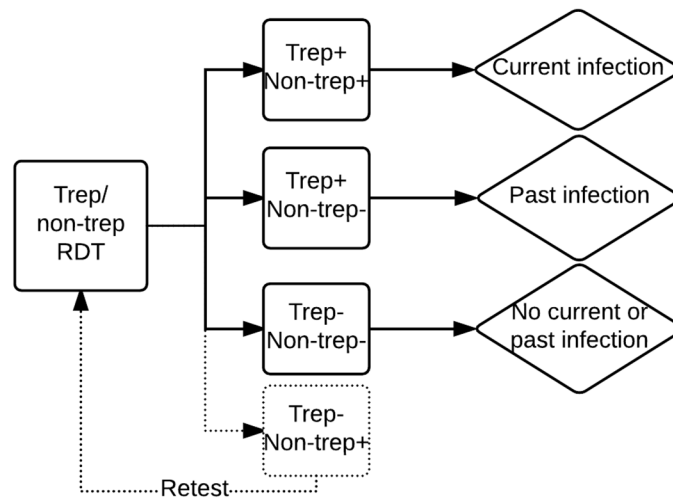 Trep/
non-trep
RDT
Trep+
Non-trep+
Current infection
Trep+
Non-trep-
Past infection
Trep-
Non-trep-
No current or
past infection
Trep-
Non-trep+
Retest